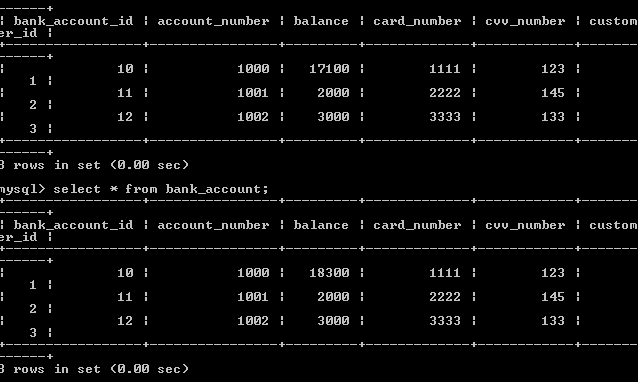 ------+
| bank_account_id | account_number | balance | card_number | cvv_number | custom
er_id |
+-----------------+----------------+---------+-------------+------------+-------
------+
| 10 | 1000 | 17100 | 1111 | 123 |
1 |
| 11 | 1001 | 2000 | 2222 | 145 |
2 |
| 12 | 1002 | 3000 | 3333 | 133 |
3 |
+-----------------+----------------+---------+-------------+------------+-------
------+
3 rows in set (0.00 sec)
mysql> select * from bank_account;
+-----------------+----------------+---------+-------------+------------+-------
------+
| bank_account_id | account_number | balance | card_number | cvv_number | custom
er_id |
+-----------------+----------------+---------+-------------+------------+-------
------+
| 10 | 1000 | 18300 | 1111 | 123 |
1 |
| 11 | 1001 | 2000 | 2222 | 145 |
2 |
| 12 | 1002 | 3000 | 3333 | 133 |
3 |
+-----------------+----------------+---------+-------------+------------+-------
------+
3 rows in set (0.00 sec)